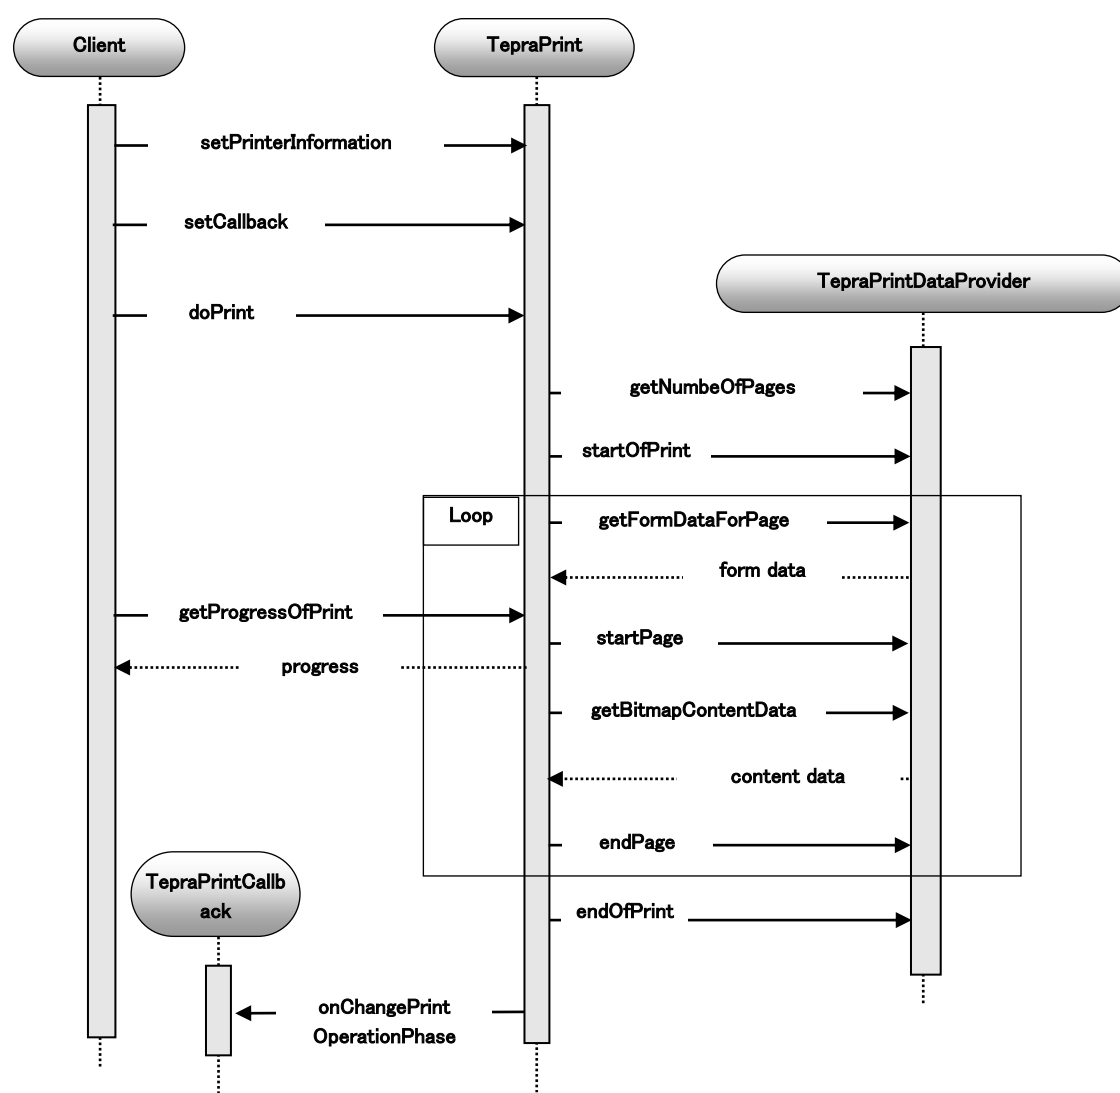 Client
TepraPrint
setPrinterInformation
setCallback
TepraPrintDataProvider
doPrint
getNumbeOfPages
startOfPrint
Loop
getFormDataForPage
form data
getProgressOfPrint
startPage
progress
getBitmapContentData
content data
endPage
TepraPrintCallb
ack
endOfPrint
onChangePrint
OperationPhase